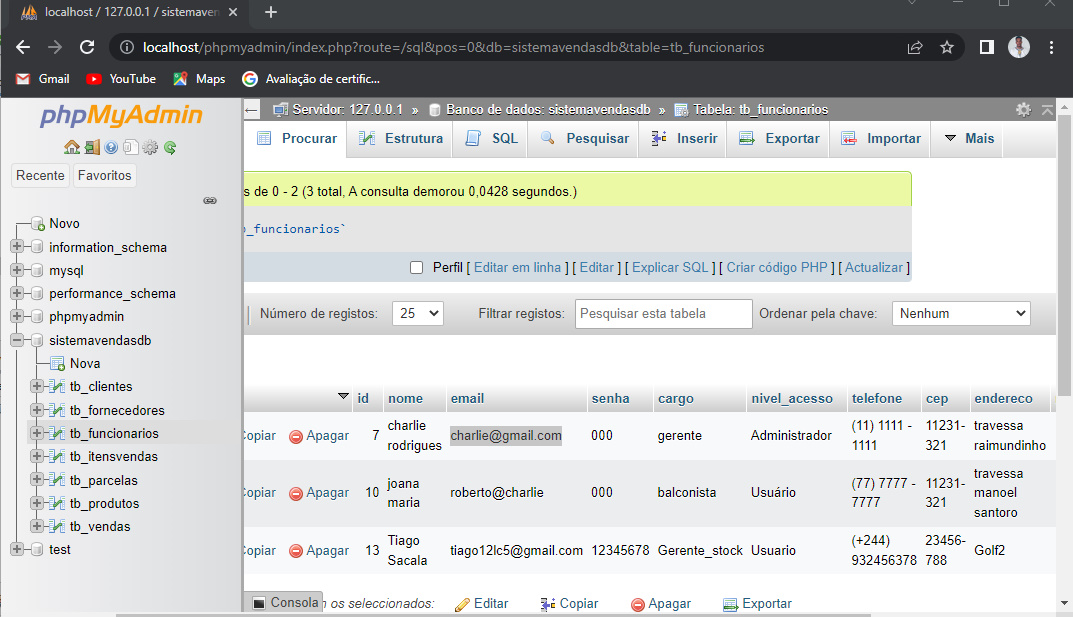 localhost / 127.0.0.1 / sistemaven
localhost/phpmyadmin/index.php?route=/sql&pos=0&db=sistemavendasdb&table=tb_funcionarios
Gmail YouTube Maps Avaliação de certific...
phpMyAdmin
Recente Favoritos
Novo
information_schema
mysql
performance_schema
phpmyadmin
sistemavendasdb
Nova
tb_clientes
tb_fornecedores
tb_funcionarios
tb_itensvendas
tb_parcelas
tb_produtos
tb_vendas
test
Servidor: 127.0.0.1 » Banco de dados: sistemavendasdb » Tabela: tb_funcionarios
Procurar Estrutura SQL Pesquisar Inserir Exportar Importar Mais
s de 0 - 2 (3 total, A consulta demorou 0,0428 segundos.)
b_funcionarios`
Perfil [ Editar em linha ] [ Editar ] [ Explicar SQL ] [ Criar código PHP ] [ Actualizar ]
Número de registos: 25 Filtrar registos: Pesquisar esta tabela Ordenar pela chave: Nenhum
id nome email senha cargo nivel_acesso telefone cep endereco
Copiar Apagar 7 charlie rodrigues charlie@gmail.com 000 gerente Administrador (11) 1111 - 1111 11231-321 travessa raimundinho
Copiar Apagar 10 joana maria roberto@charlie 000 balconista Usuário (77) 7777 - 7777 11231-321 travessa manoel santoro
Copiar Apagar 13 Tiago Sacala tiago12lc5@gmail.com 12345678 Gerente_stock Usuario (+244) 932456378 23456-788 Golf2
Consola n os seleccionados: Editar Copiar Apagar Exportar